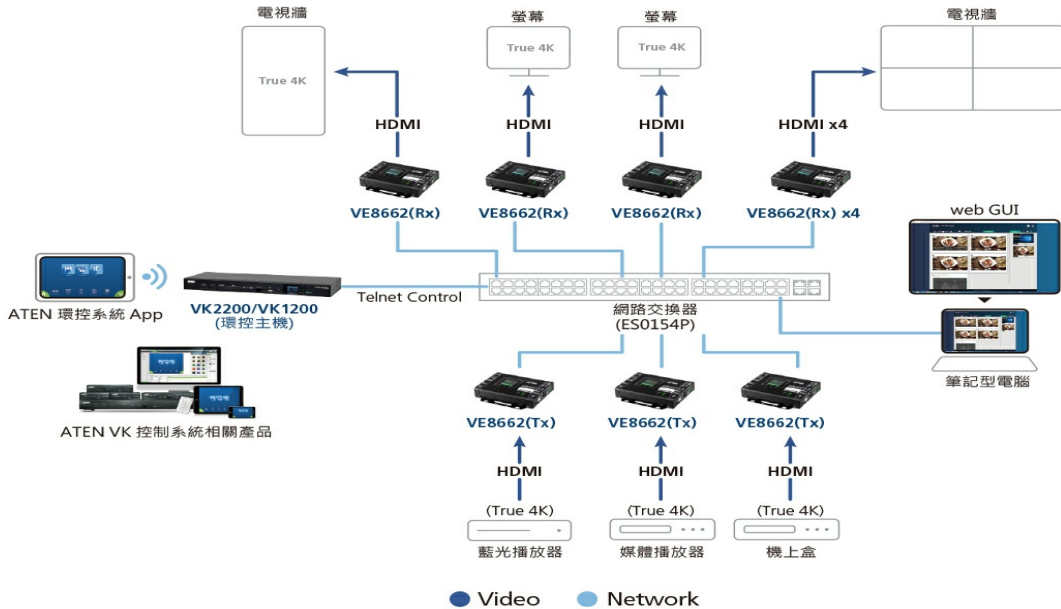 電視牆
螢幕
螢幕
電視牆
True 4K
True 4K
True 4K
HDMI
HDMI
HDMI
HDMI x4
VE8662(Rx)
VE8662(Rx)
VE8662(Rx)
VE8662(Rx) x4
web GUI
ATEN 環控系統 App
VK2200/VK1200
(環控主機)
Telnet Control
網路交換器
(ES0154P)
筆記型電腦
ATEN VK 控制系統相關產品
VE8662(Tx)
VE8662(Tx)
VE8662(Tx)
HDMI
HDMI
HDMI
(True 4K)
(True 4K)
(True 4K)
藍光播放器
媒體播放器
機上盒
Video
Network